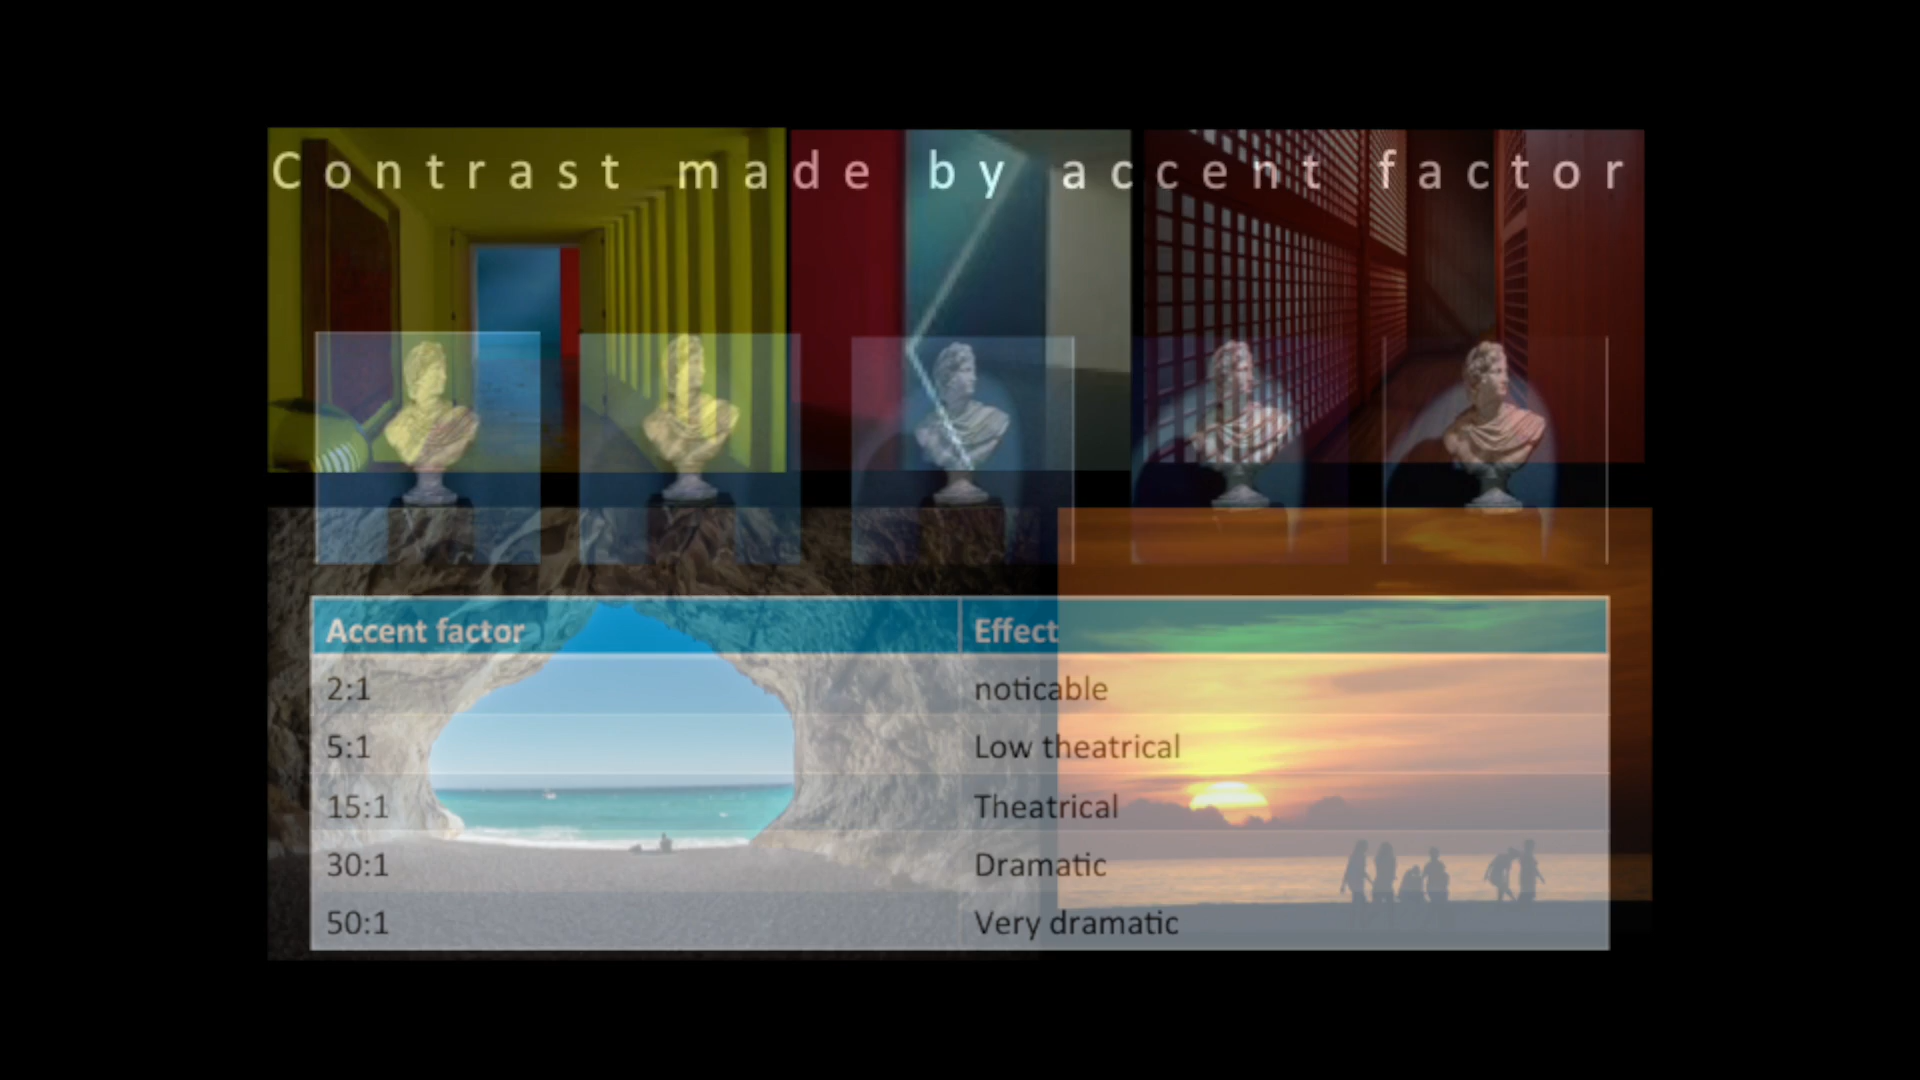 Contrast made by accent factor
Accent factor Effect
2:1 noticable
5:1 Low theatrical
15:1 Theatrical
30:1 Dramatic
50:1 Very dramatic